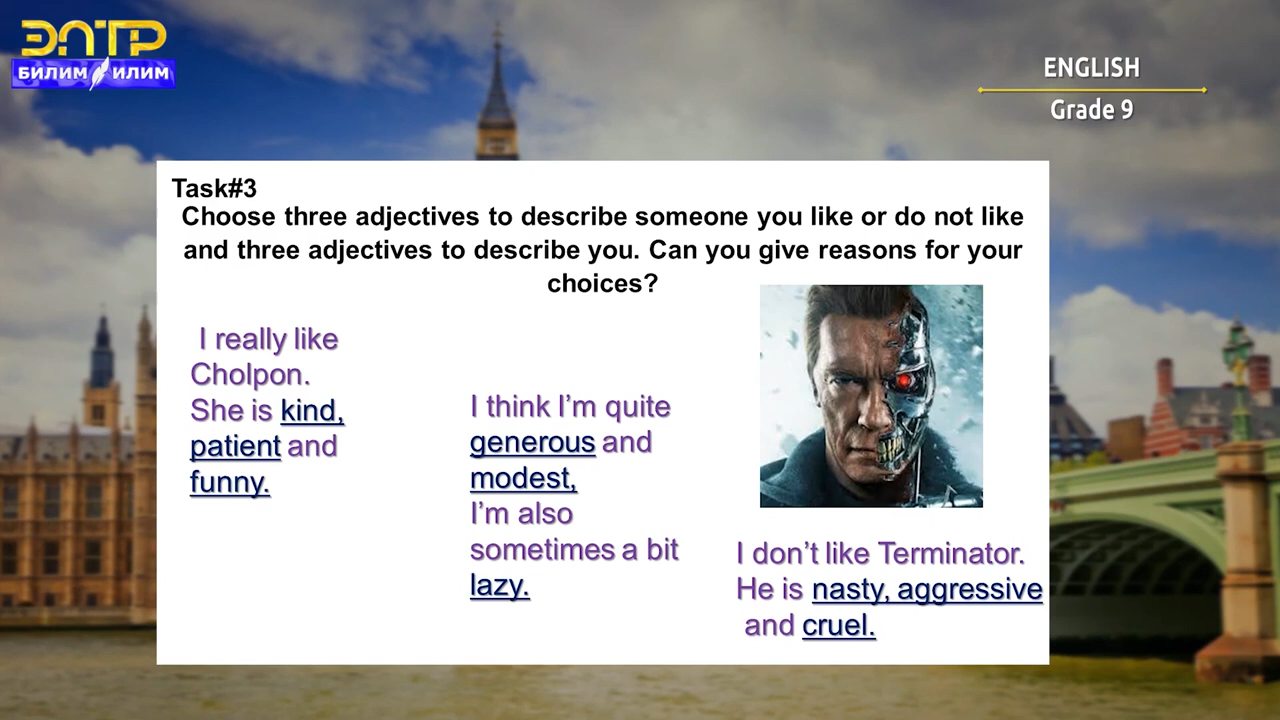 ЭЛТР
БИЛИМ ИЛИМ
ENGLISH
Grade 9
Task#3
Choose three adjectives to describe someone you like or do not like
and three adjectives to describe you. Can you give reasons for your
choices?
I really like
Cholpon.
She is kind,
patient and
funny.
I think I’m quite
generous and
modest,
I’m also
sometimes a bit
lazy.
I don’t like Terminator.
He is nasty, aggressive
and cruel.